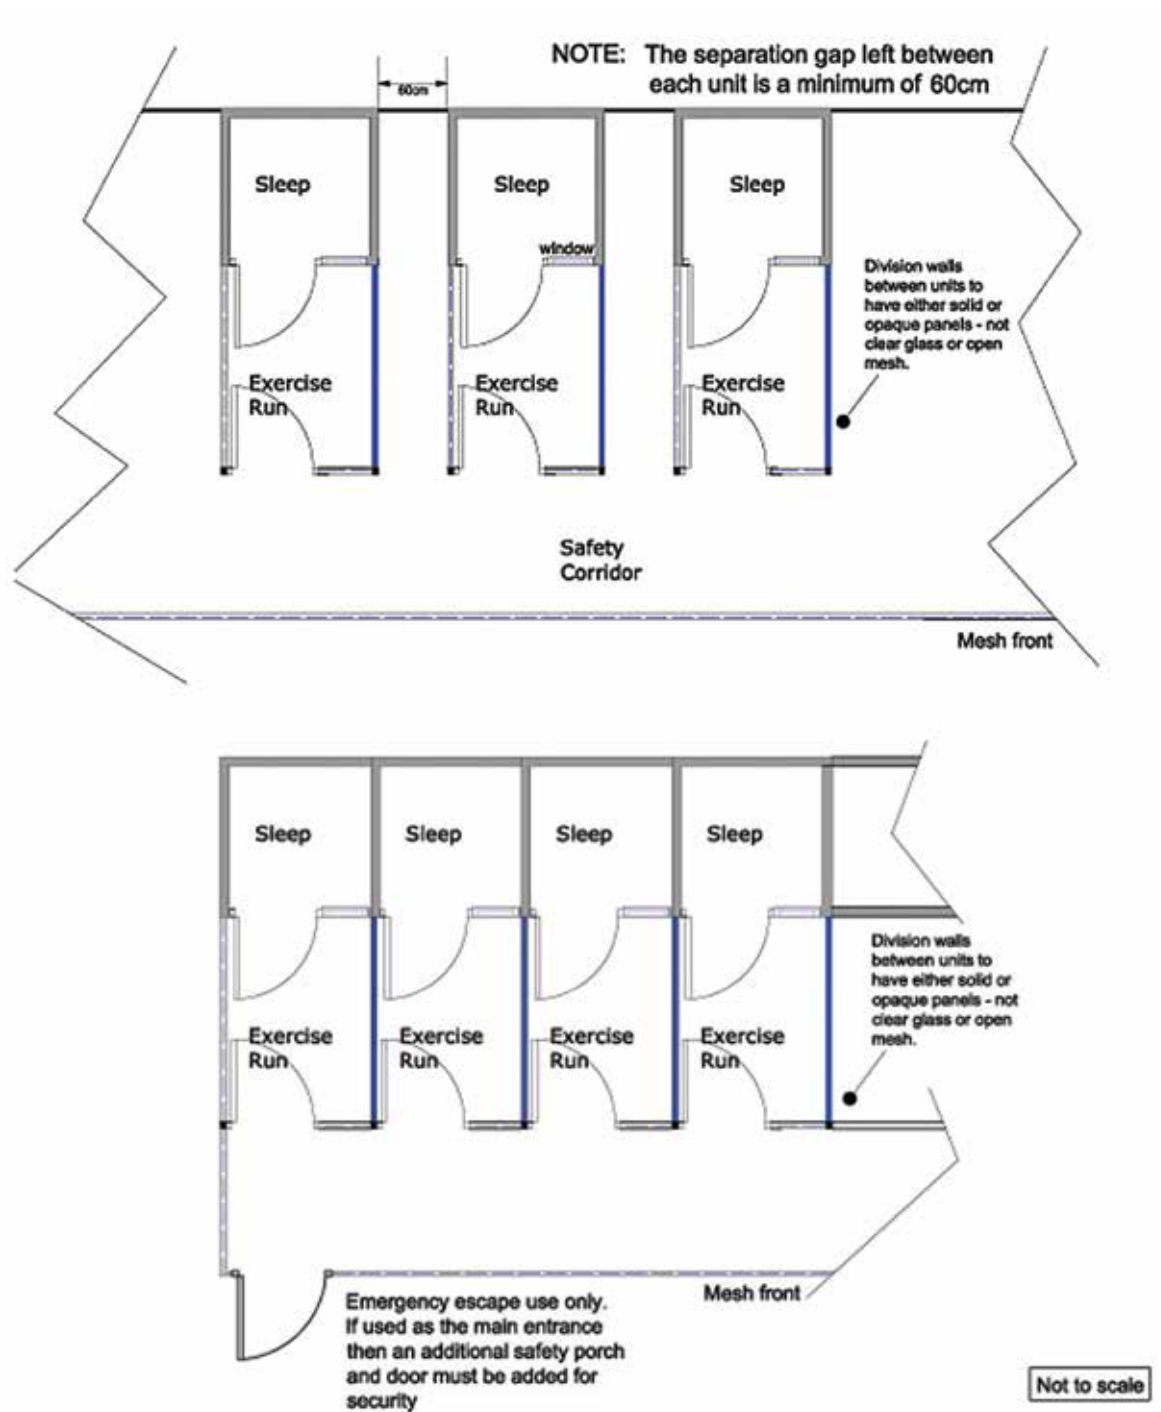 NOTE: The separation gap left between
each unit is a minimum of 60cm
60cm
Sleep
Sleep
Sleep
window
Division walls
between units to
have either solid or
opaque panels - not
clear glass or open
mesh.
Exercise
Run
Exercise
Run
Exercise
Run
Safety
Corridor
Mesh front
Sleep
Sleep
Sleep
Sleep
Division walls
between units to
have either solid or
opaque panels - not
clear glass or open
mesh.
Exercise
Run
Exercise
Run
Exercise
Run
Exercise
Run
Mesh front
Emergency escape use only.
If used as the main entrance
then an additional safety porch
and door must be added for
security
Not to scale